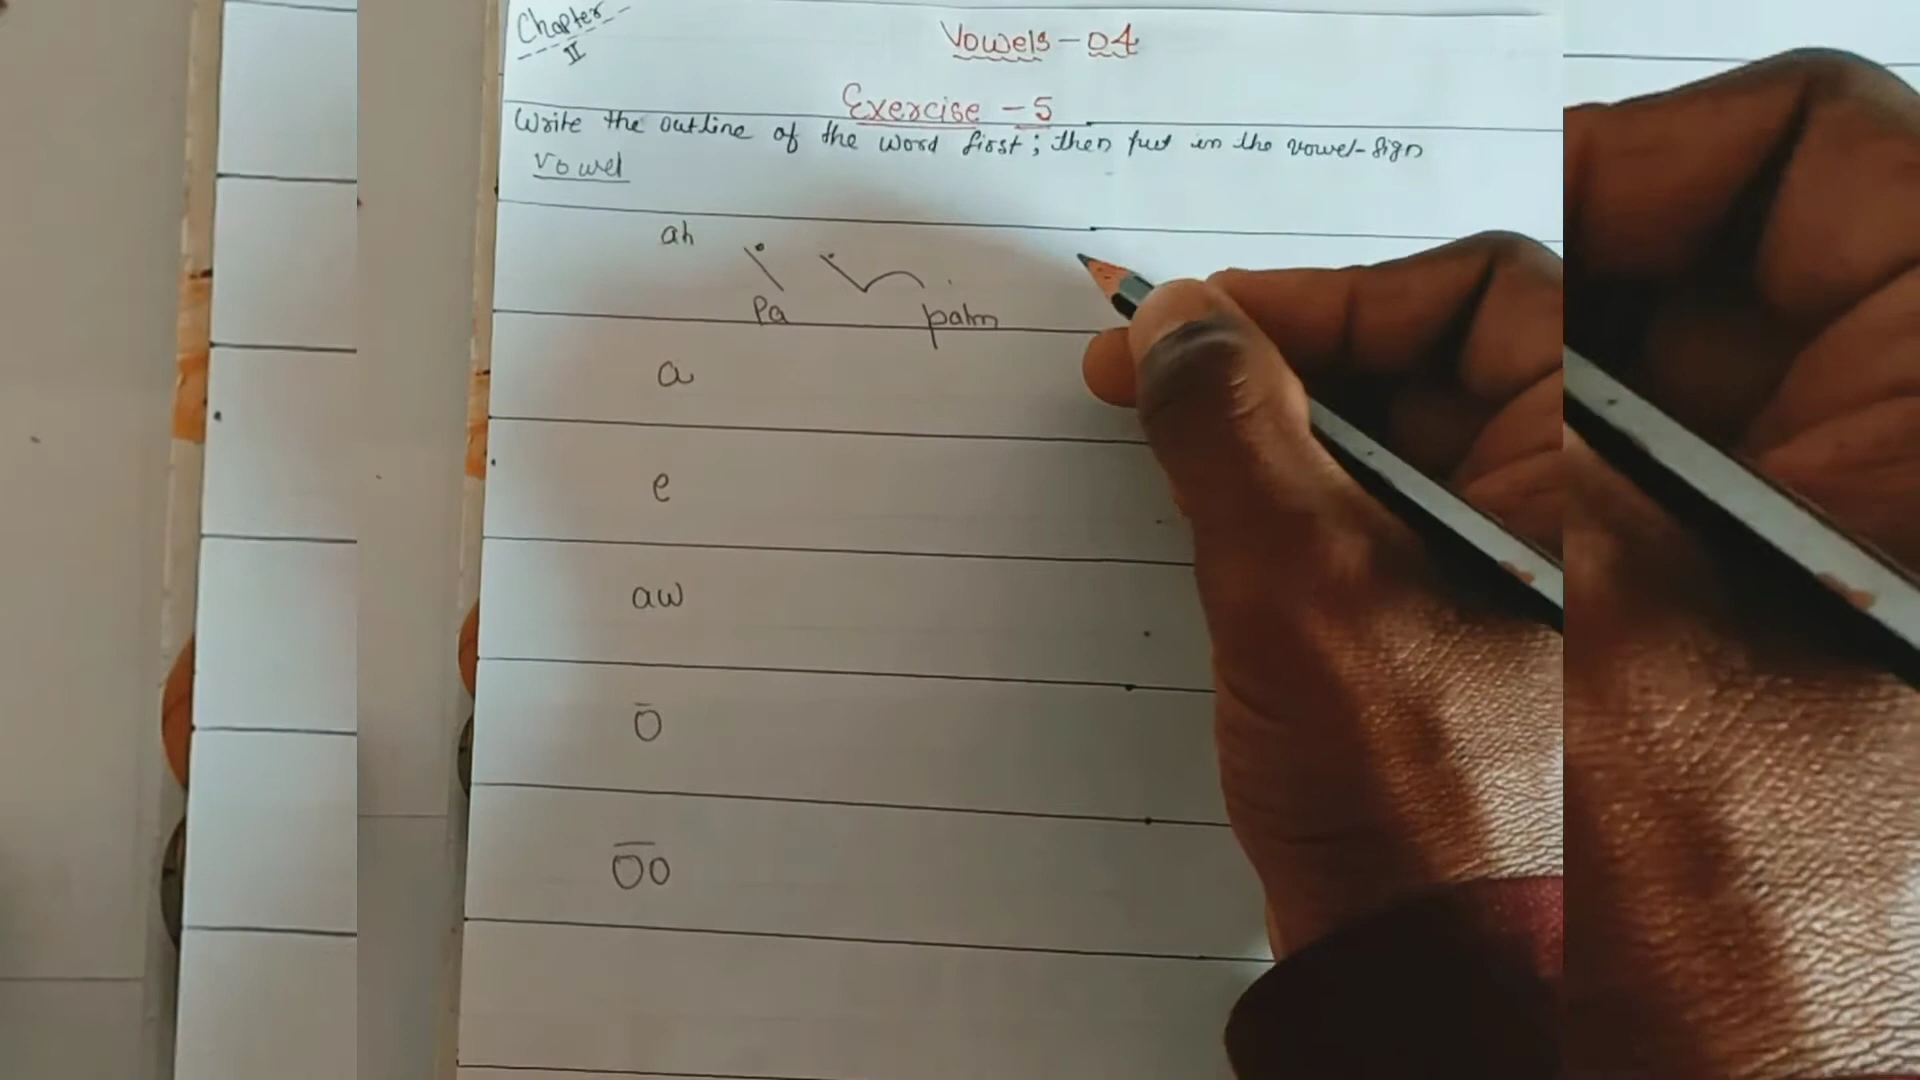 Chapter
II
Vowels - 04
Exercise - 5
Write the outline of the word first; then put in the vowel-sign
Vowel
ah
Pa palm
a
e
aw
ō
ōo